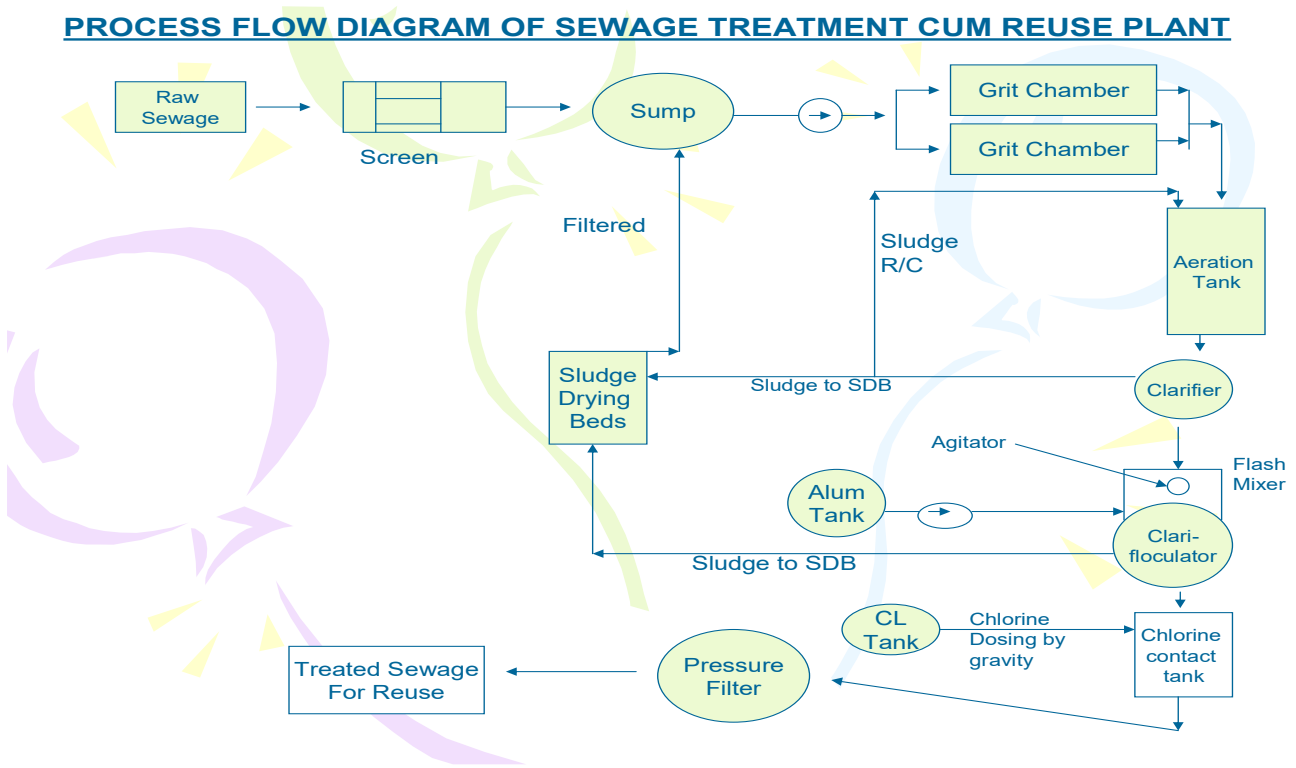 PROCESS FLOW DIAGRAM OF SEWAGE TREATMENT CUM REUSE PLANT
Raw
Sewage
Screen
Sump
Grit Chamber
Grit Chamber
Filtered
Sludge
R/C
Aeration
Tank
Sludge
Drying
Beds
Sludge to SDB
Clarifier
Agitator
Flash
Mixer
Alum
Tank
Clari-
floculator
Sludge to SDB
CL
Tank
Chlorine
Dosing by
gravity
Chlorine
contact
tank
Pressure
Filter
Treated Sewage
For Reuse